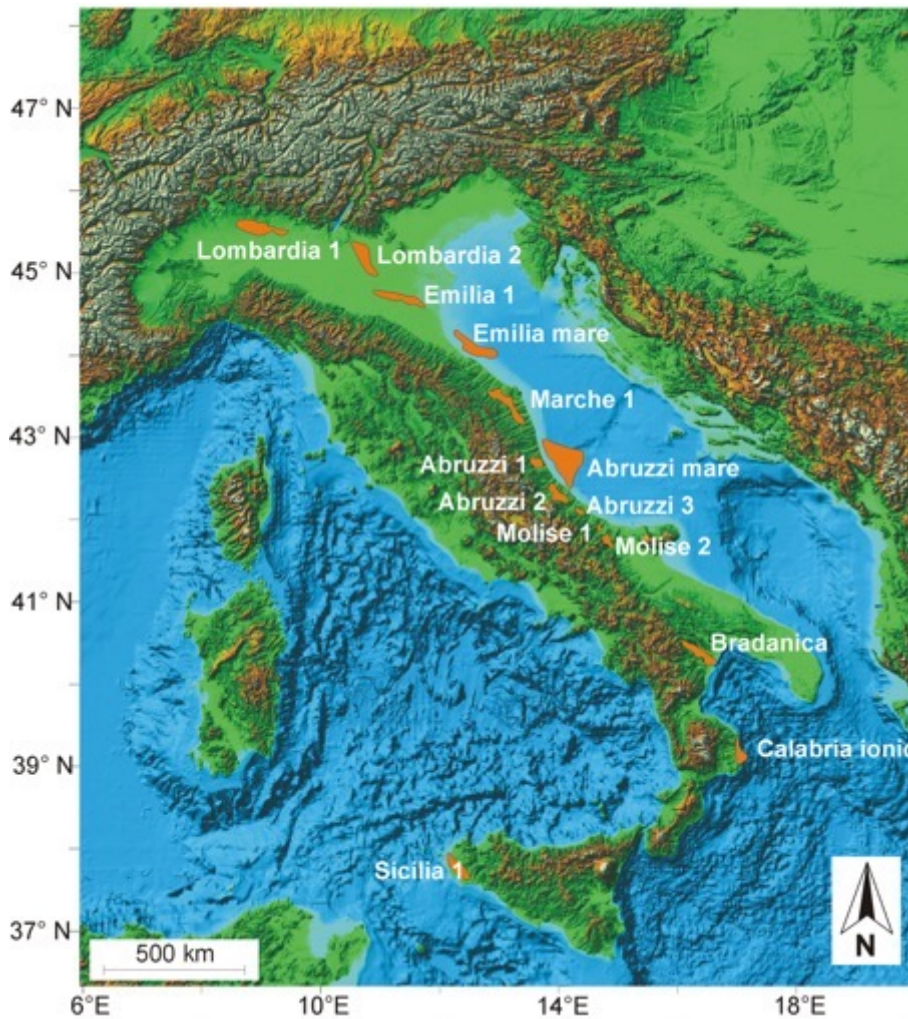 47° N
Lombardia 1
Lombardia 2
45° N
Emilia 1
Emilia mare
Marche 1
43° N
Abruzzi 1
Abruzzi mare
Abruzzi 2
Abruzzi 3
Molise 1
Molise 2
41° N
Bradanica
Calabria ionic
39° N
Sicilia 1
37° N
500 km
N
6°E
10°E
14°E
18°E